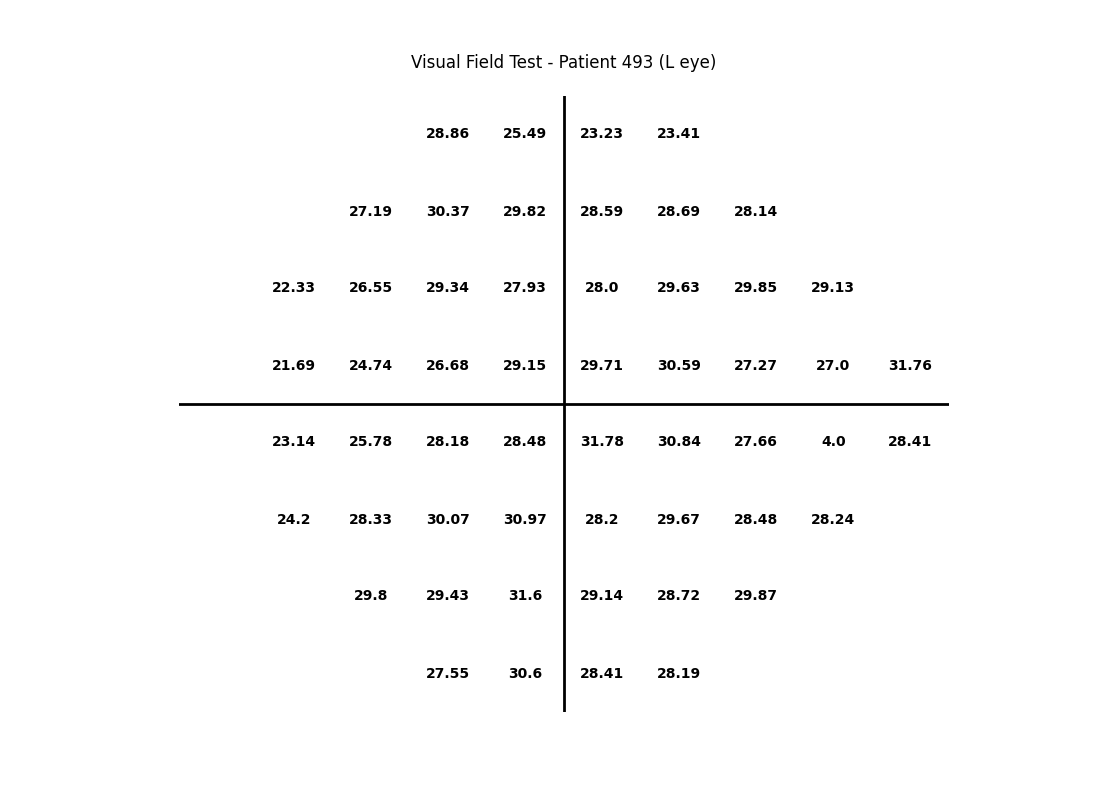 Visual Field Test - Patient 493 (L eye)
28.86 25.49 23.23 23.41
27.19 30.37 29.82 28.59 28.69 28.14
22.33 26.55 29.34 27.93 28.0 29.63 29.85 29.13
21.69 24.74 26.68 29.15 29.71 30.59 27.27 27.0 31.76
23.14 25.78 28.18 28.48 31.78 30.84 27.66 4.0 28.41
24.2 28.33 30.07 30.97 28.2 29.67 28.48 28.24
29.8 29.43 31.6 29.14 28.72 29.87
27.55 30.6 28.41 28.19